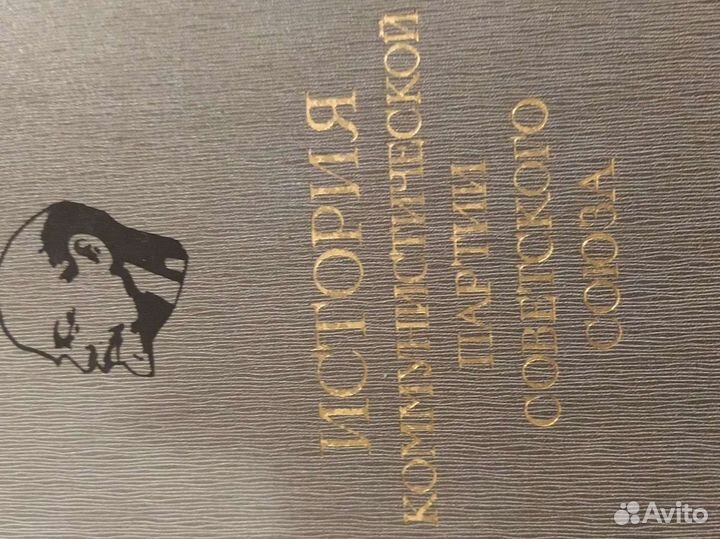 ИСТОРИЯ
КОММУНИСТИЧЕСКОЙ
ПАРТИИ
СОВЕТСКОГО
СОЮЗА
Avito